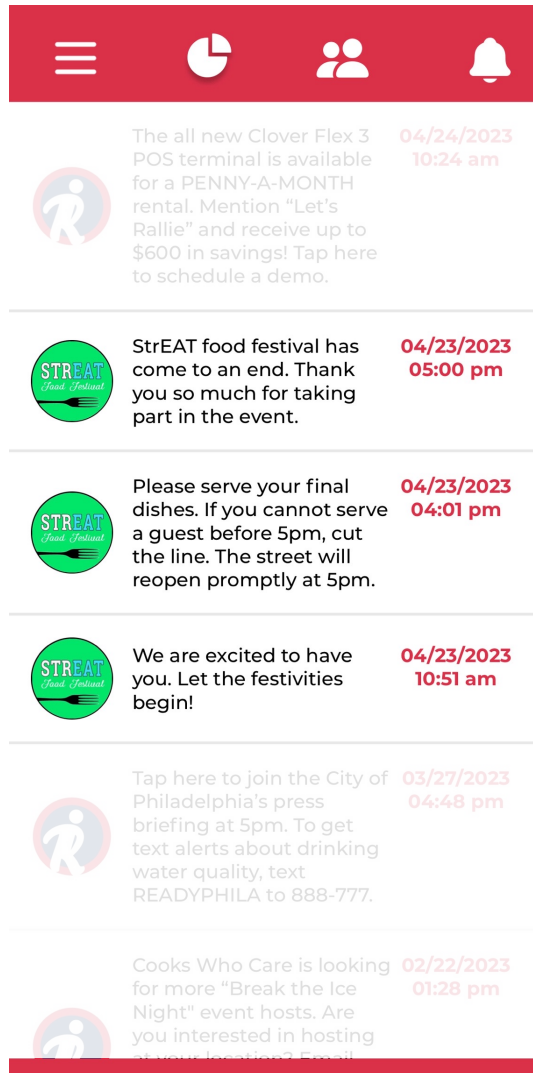 The all new Clover Flex 3
POS terminal is available
for a PENNY-A-MONTH
rental. Mention “Let’s
Rallie” and receive up to
$600 in savings! Tap here
to schedule a demo.
04/24/2023
10:24 am
STREAT
Food Festival
StrEAT food festival has
come to an end. Thank
you so much for taking
part in the event.
04/23/2023
05:00 pm
STREAT
Food Festival
Please serve your final
dishes. If you cannot serve
a guest before 5pm, cut
the line. The street will
reopen promptly at 5pm.
04/23/2023
04:01 pm
STREAT
Food Festival
We are excited to have
you. Let the festivities
begin!
04/23/2023
10:51 am
Tap here to join the City of
Philadelphia’s press
briefing at 5pm. To get
text alerts about drinking
water quality, text
READYPHILA to 888-777.
03/27/2023
04:48 pm
Cooks Who Care is looking
for more “Break the Ice
Night" event hosts. Are
you interested in hosting
at your location? Email
02/22/2023
01:28 pm